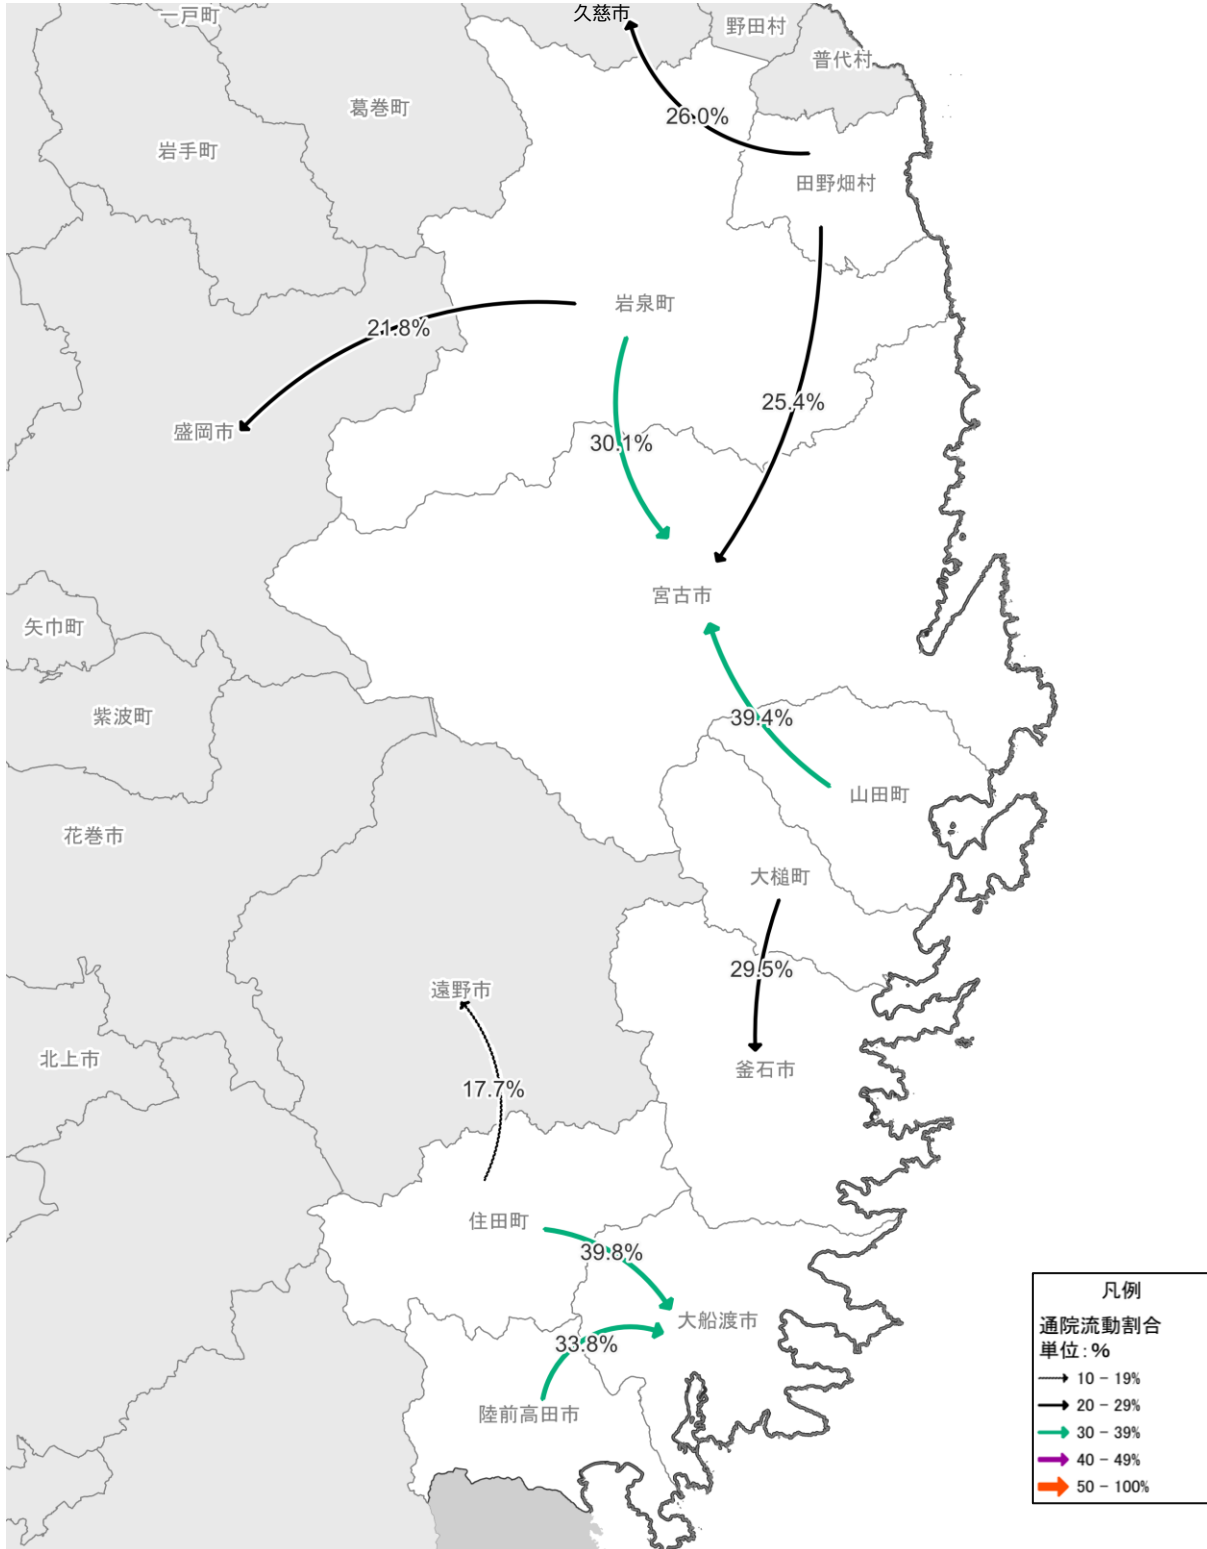 一戸町
久慈市
野田村
普代村
葛巻町
26.0%
岩手町
田野畑村
岩泉町
21.8%
25.4%
盛岡市
30.1%
宮古市
矢巾町
紫波町
39.4%
山田町
花巻市
大槌町
29.5%
遠野市
北上市
釜石市
17.7%
住田町
39.8%
大船渡市
33.8%
陸前高田市
凡例
通院流動割合
単位:%
10 - 19%
20 - 29%
30 - 39%
40 - 49%
50 - 100%